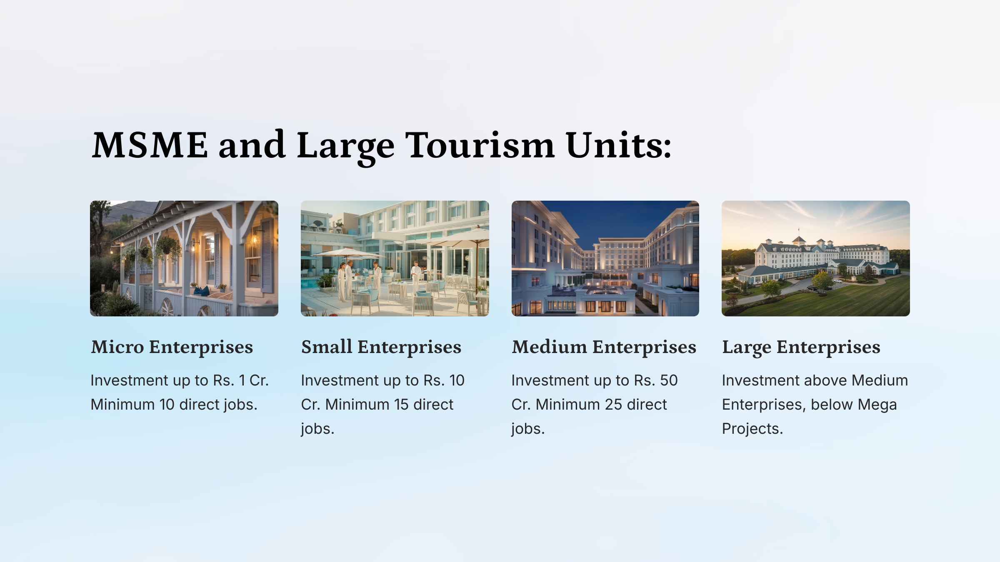 MSME and Large Tourism Units:
Micro Enterprises
Investment up to Rs. 1 Cr.
Minimum 10 direct jobs.
Small Enterprises
Investment up to Rs. 10
Cr. Minimum 15 direct
jobs.
Medium Enterprises
Investment up to Rs. 50
Cr. Minimum 25 direct
jobs.
Large Enterprises
Investment above Medium
Enterprises, below Mega
Projects.